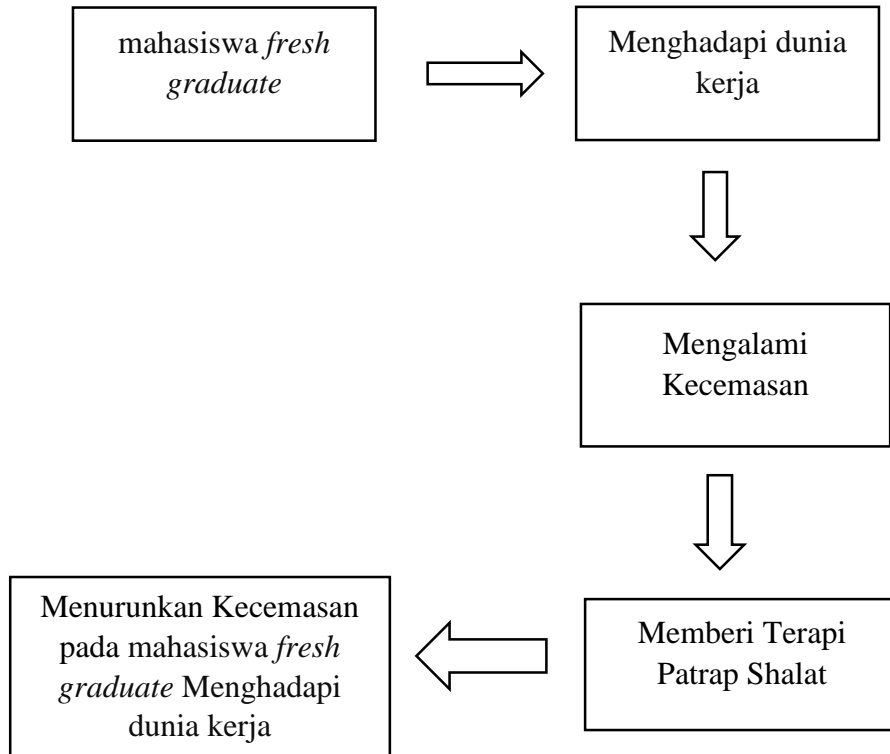 mahasiswa fresh
graduate
Menghadapi dunia
kerja
Mengalami
Kecemasan
Memberi Terapi
Patrap Shalat
Menurunkan Kecemasan
pada mahasiswa fresh
graduate Menghadapi
dunia kerja